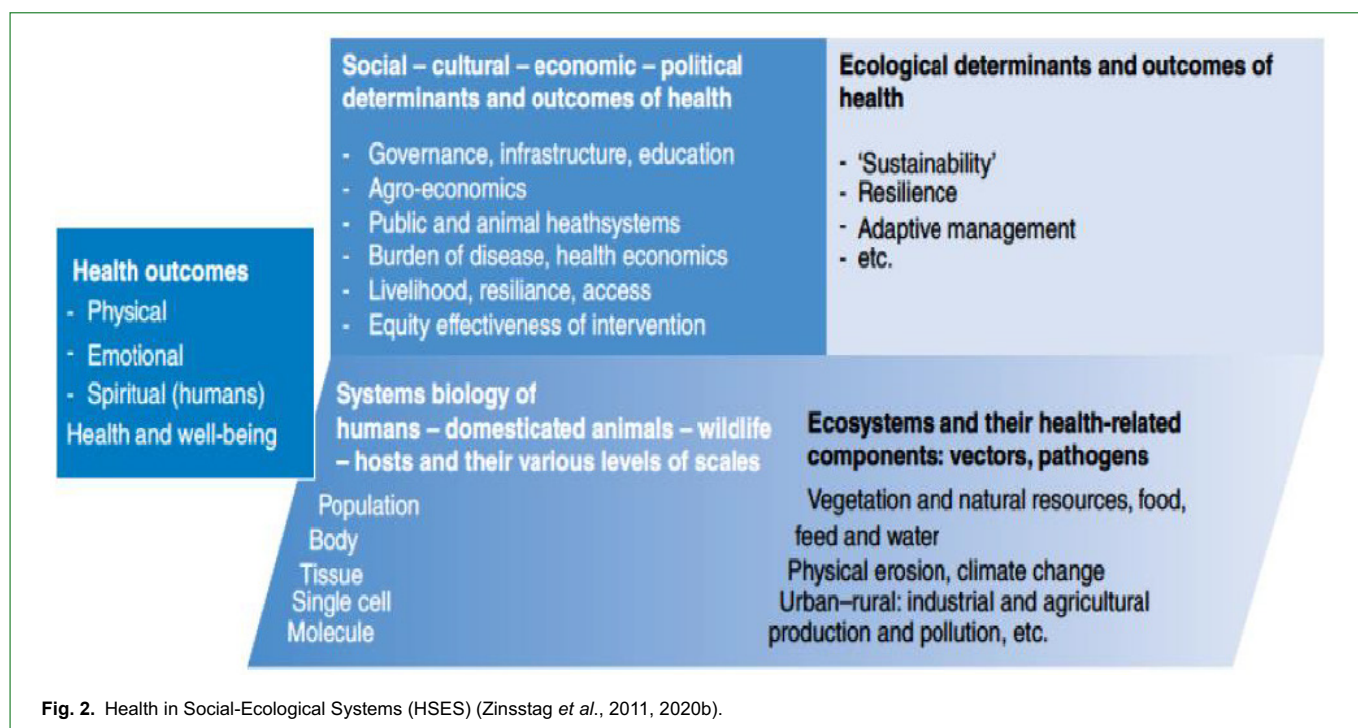 Social – cultural – economic – political
determinants and outcomes of health
- Governance, infrastructure, education
- Agro-economics
- Public and animal heathsystems
- Burden of disease, health economics
- Livelihood, resiliance, access
- Equity effectiveness of intervention
Ecological determinants and outcomes of
health
- ‘Sustainability’
- Resilience
- Adaptive management
- etc.
Health outcomes
- Physical
- Emotional
- Spiritual (humans)
Health and well-being
Systems biology of
humans – domesticated animals – wildlife
– hosts and their various levels of scales
Population
Body
Tissue
Single cell
Molecule
Ecosystems and their health-related
components: vectors, pathogens
Vegetation and natural resources, food,
feed and water
Physical erosion, climate change
Urban–rural: industrial and agricultural
production and pollution, etc.
Fig. 2. Health in Social-Ecological Systems (HSES) (Zinsstag et al., 2011, 2020b).